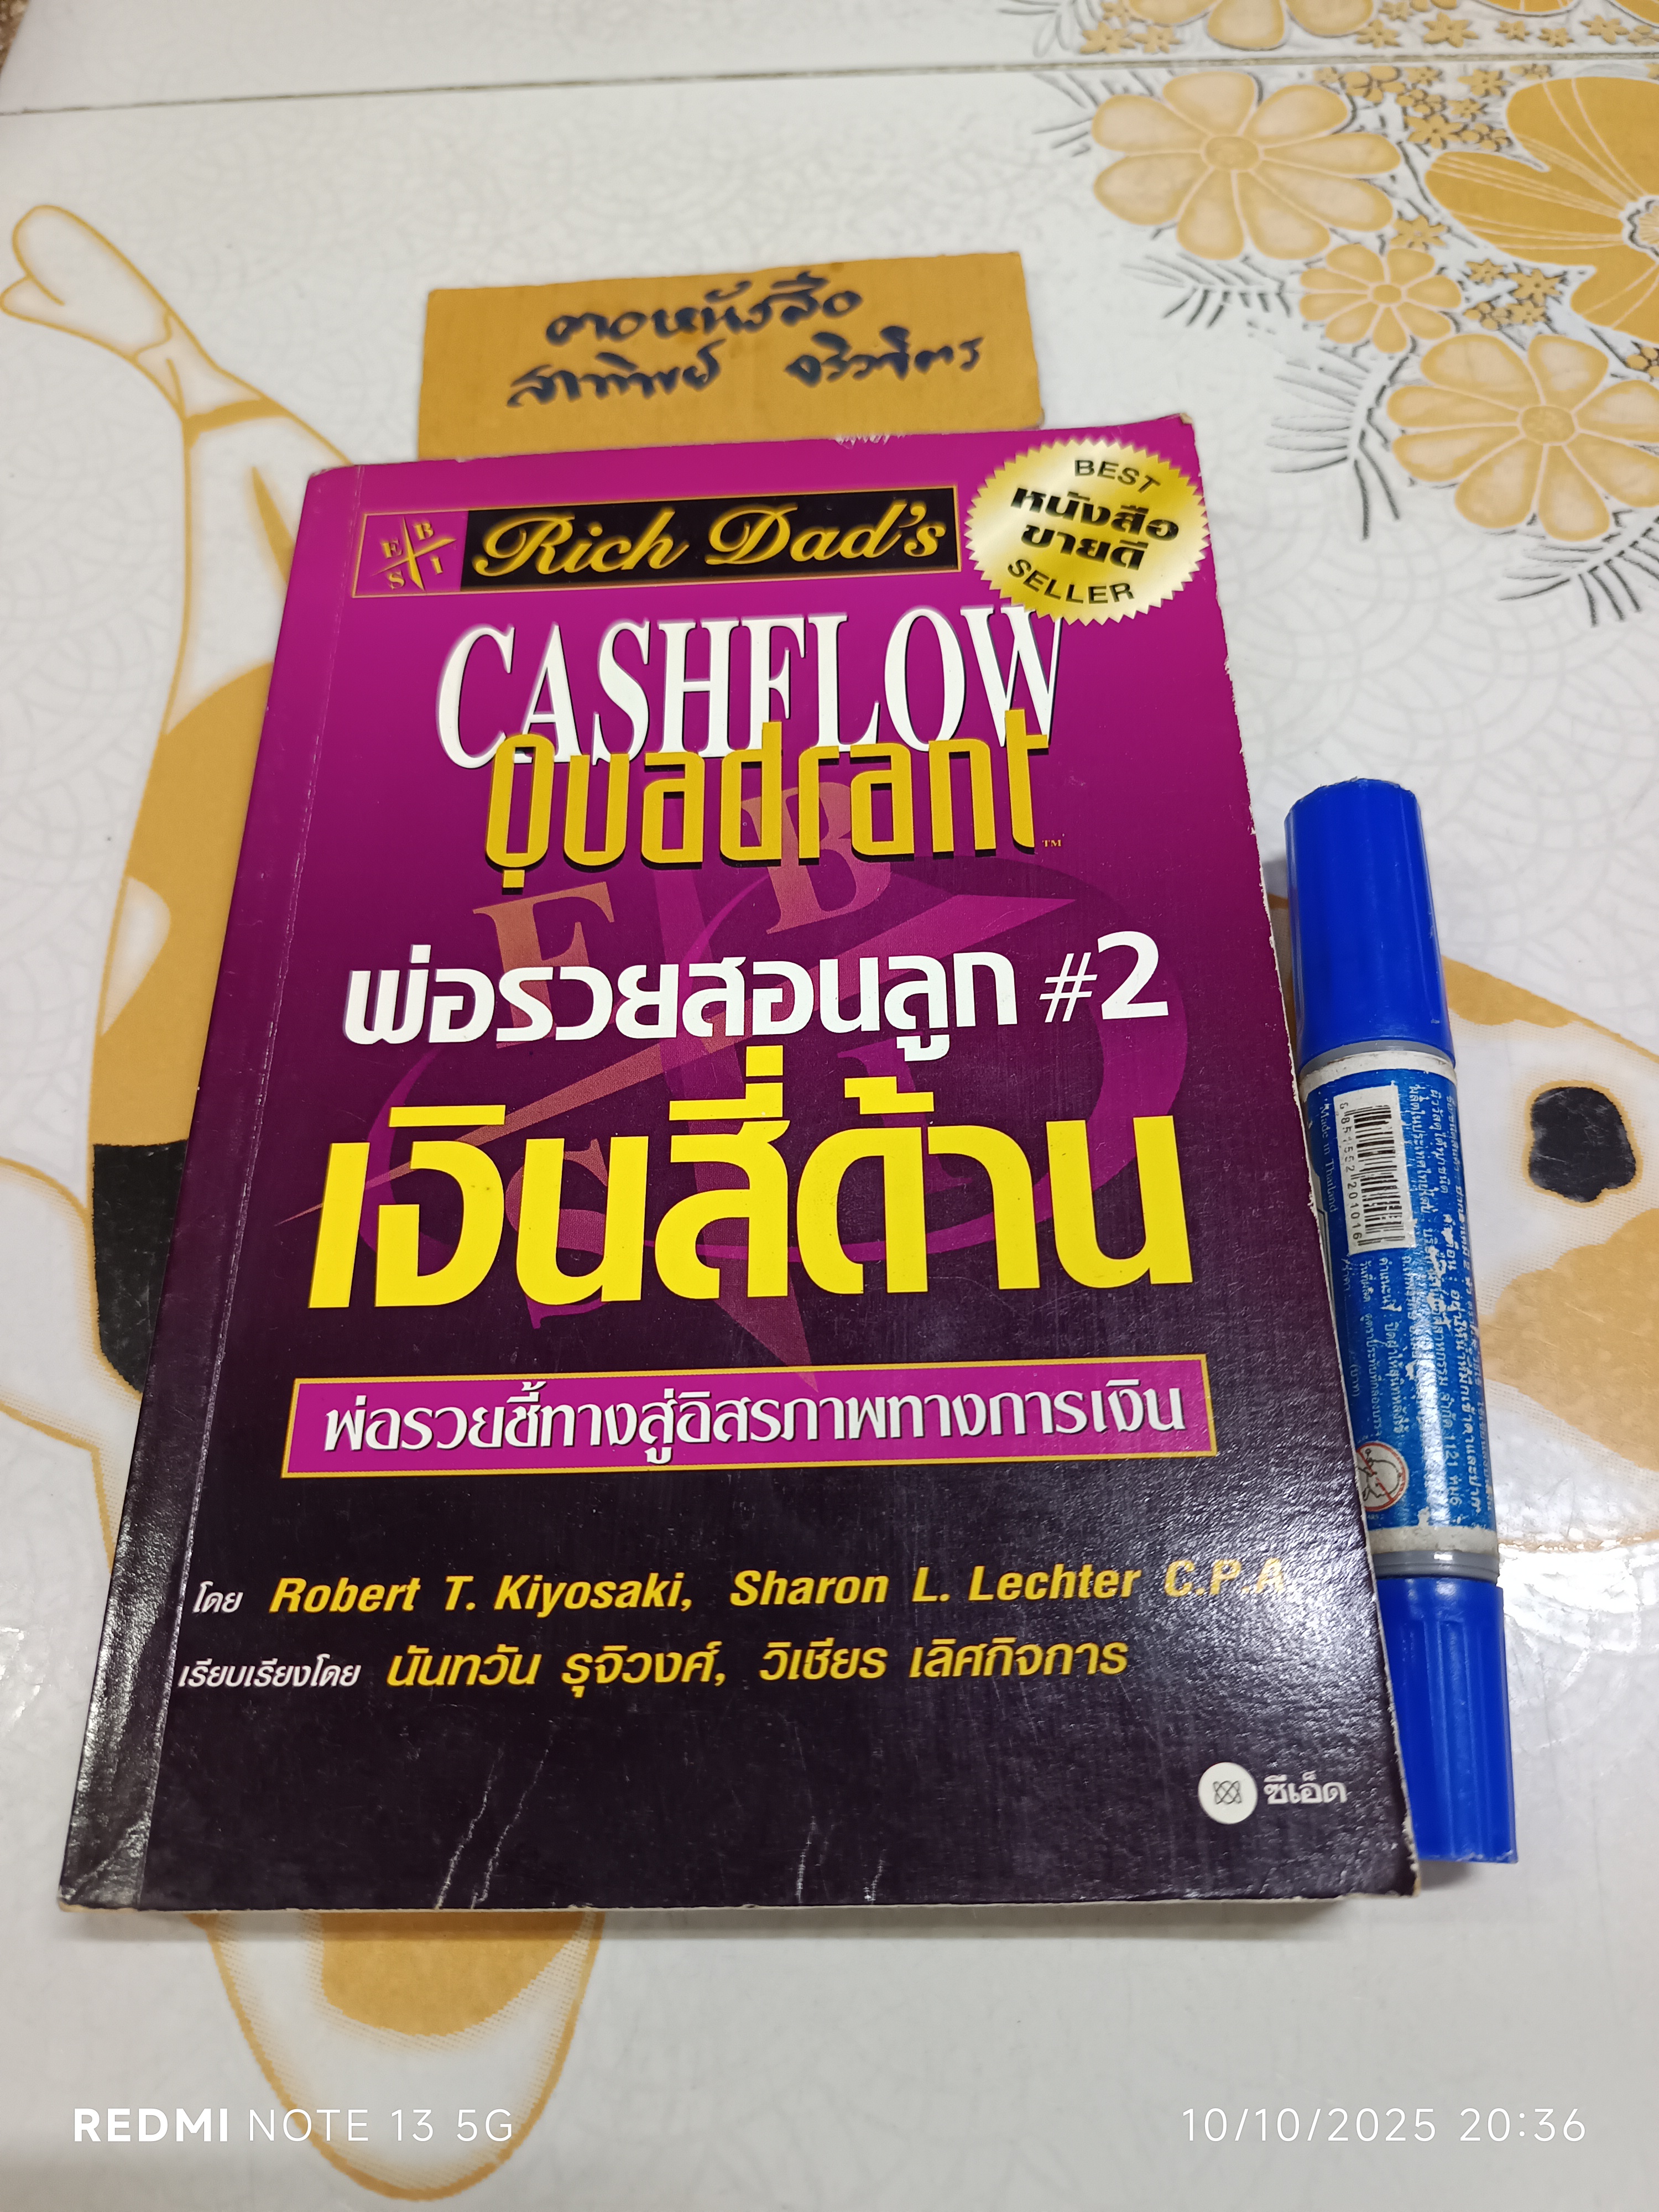 ตอหนังสือ
สาทิพย์ จริวจิตร
E B
S I
Rich Dad's
BEST
หนังสือ
ขายดี
SELLER
CASHFLOW
Quadrant™
E B
S I
พ่อรวยสอนลูก #2
เงินสี่ด้าน
พ่อรวยชี้ทางสู่อิสรภาพทางการเงิน
โดย Robert T. Kiyosaki, Sharon L. Lechter C.P.A.
เรียบเรียงโดย นันทวัน รุจิวงศ์, วิเชียร เลิศกิจการ
ซีเอ็ด
Made in Thailand
REDMI NOTE 13 5G
10/10/2025 20:36